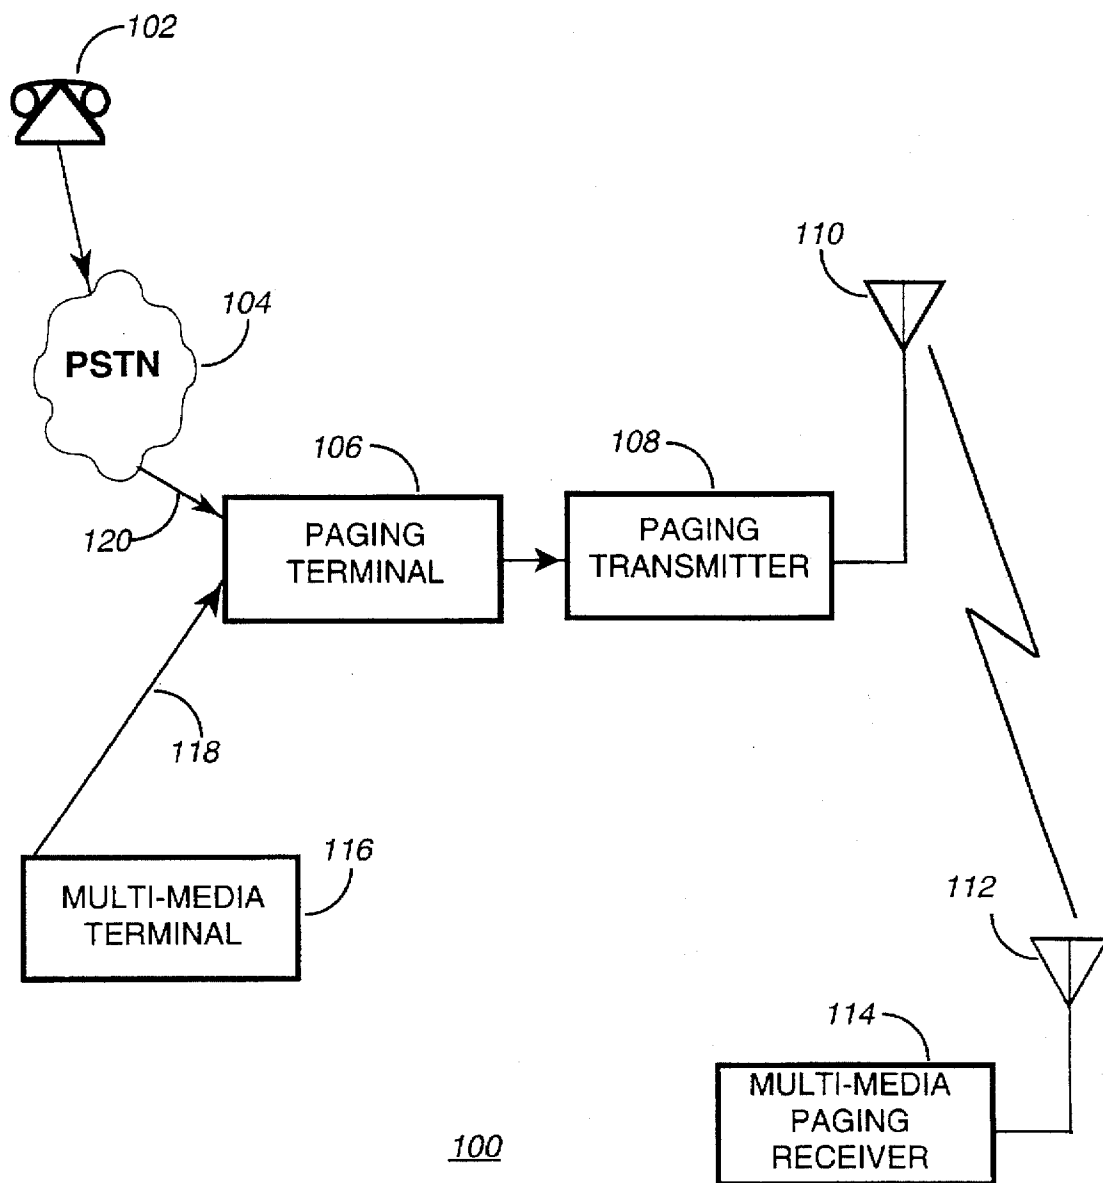 102
110
104
PSTN
106
108
120
PAGING
TERMINAL
PAGING
TRANSMITTER
118
116
MULTI-MEDIA
TERMINAL
112
114
MULTI-MEDIA
PAGING
RECEIVER
100